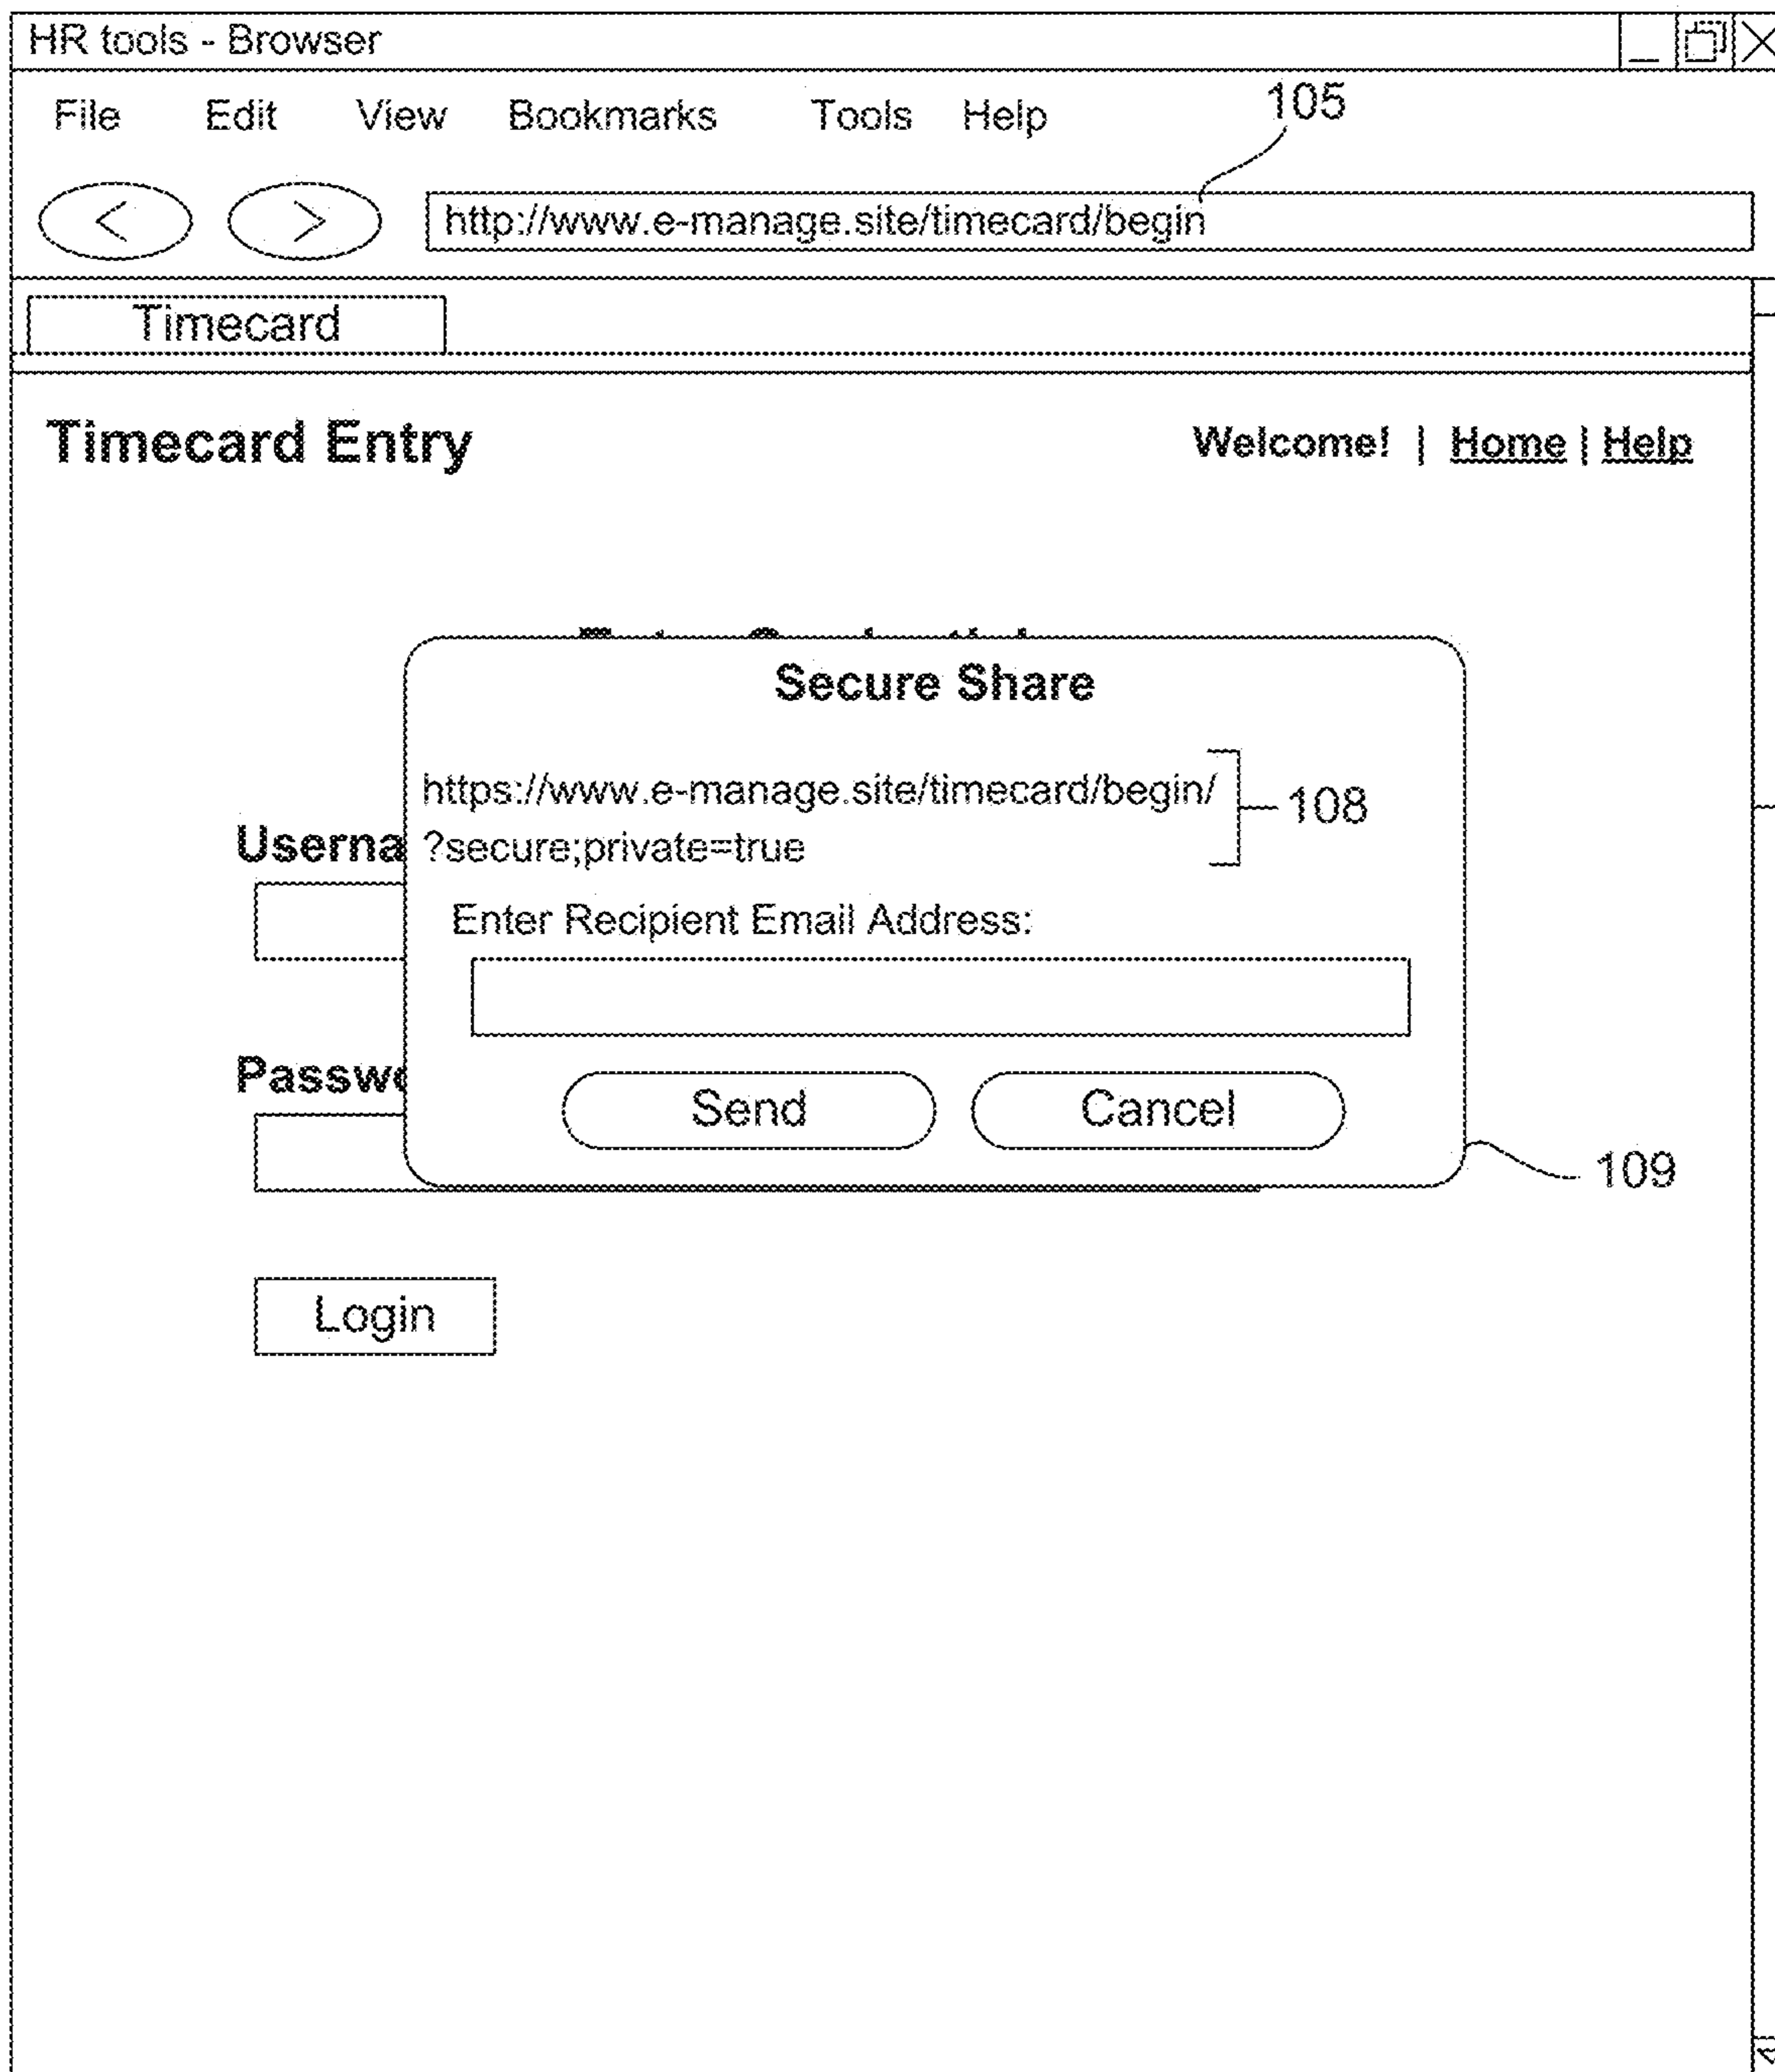 HR tools - Browser
File Edit View Bookmarks Tools Help
105
http://www.e-manage.site/timecard/begin
Timecard
Timecard Entry Welcome! | Home | Help
Secure Share
https://www.e-manage.site/timecard/begin/
?secure;private=true
108
Userna
Enter Recipient Email Address:
Passw
Send Cancel
109
Login